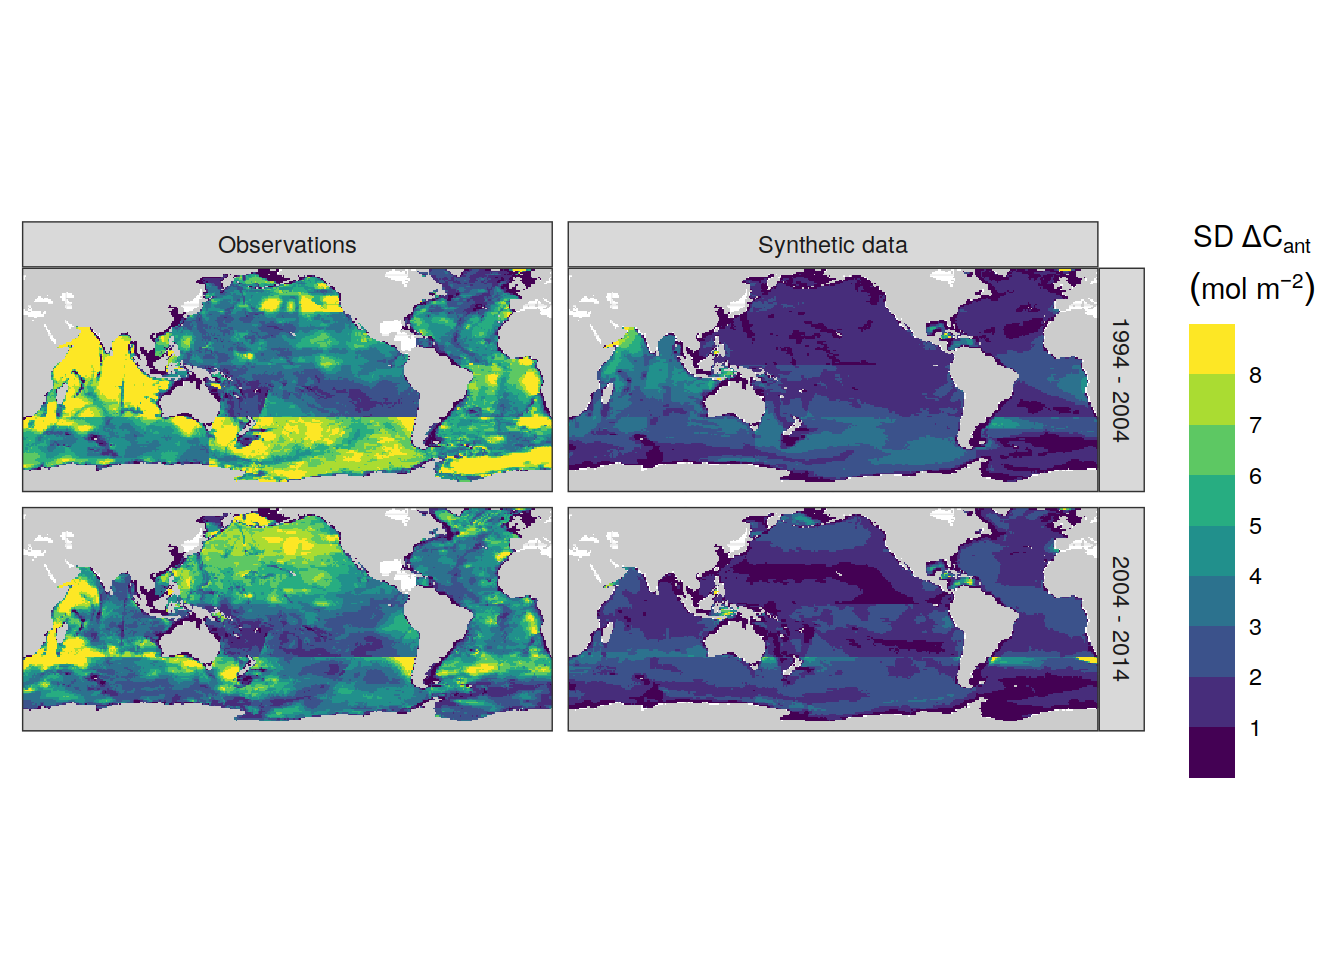 Observations
Synthetic data
SD ΔCant
(mol m⁻²)
1994 - 2004
2004 - 2014
8
7
6
5
4
3
2
1